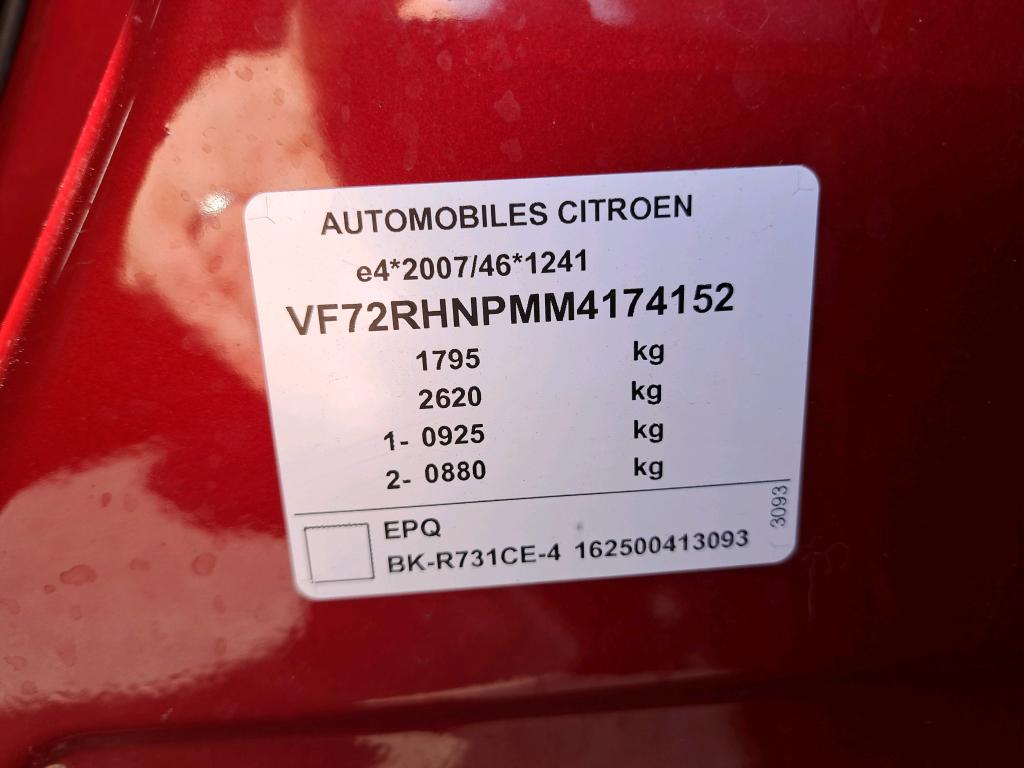 AUTOMOBILES CITROEN
e4*2007/46*1241
VF72RHNPMM4174152
1795 kg
2620 kg
1- 0925 kg
2- 0880 kg
EPQ
BK-R731CE-4 162500413093
3093